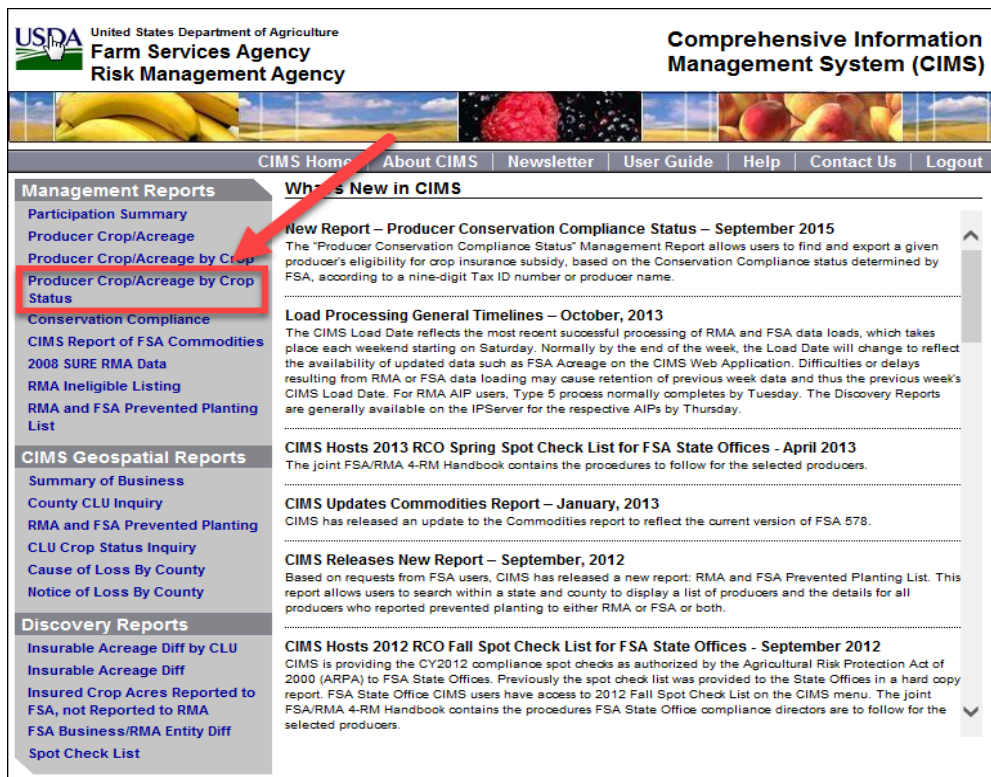 USDA
United States Department of Agriculture
Farm Services Agency
Risk Management Agency
Comprehensive Information
Management System (CIMS)
CIMS Home | About CIMS | Newsletter | User Guide | Help | Contact Us | Logout
Management Reports
Participation Summary
Producer Crop/Acreage
Producer Crop/Acreage by Crop
Producer Crop/Acreage by Crop
Status
Conservation Compliance
CIMS Report of FSA Commodities
2008 SURE RMA Data
RMA Ineligible Listing
RMA and FSA Prevented Planting
List
CIMS Geospatial Reports
Summary of Business
County CLU Inquiry
RMA and FSA Prevented Planting
CLU Crop Status Inquiry
Cause of Loss By County
Notice of Loss By County
Discovery Reports
Insurable Acreage Diff by CLU
Insurable Acreage Diff
Insured Crop Acres Reported to
FSA, not Reported to RMA
FSA Business/RMA Entity Diff
Spot Check List
What's New in CIMS
New Report – Producer Conservation Compliance Status – September 2015
The "Producer Conservation Compliance Status" Management Report allows users to find and export a given
producer's eligibility for crop insurance subsidy, based on the Conservation Compliance status determined by
FSA, according to a nine-digit Tax ID number or producer name.
Load Processing General Timelines – October, 2013
The CIMS Load Date reflects the most recent successful processing of RMA and FSA data loads, which takes
place each weekend starting on Saturday. Normally by the end of the week, the Load Date will change to reflect
the availability of updated data such as FSA Acreage on the CIMS Web Application. Difficulties or delays
resulting from RMA or FSA data loading may cause retention of previous week data and thus the previous week's
CIMS Load Date. For RMA AIP users, Type 5 process normally completes by Tuesday. The Discovery Reports
are generally available on the IPServer for the respective AIPs by Thursday.
CIMS Hosts 2013 RCO Spring Spot Check List for FSA State Offices - April 2013
The joint FSA/RMA 4-RM Handbook contains the procedures to follow for the selected producers.
CIMS Updates Commodities Report – January, 2013
CIMS has released an update to the Commodities report to reflect the current version of FSA 578.
CIMS Releases New Report – September, 2012
Based on requests from FSA users, CIMS has released a new report: RMA and FSA Prevented Planting List. This
report allows users to search within a state and county to display a list of producers and the details for all
producers who reported prevented planting to either RMA or FSA or both.
CIMS Hosts 2012 RCO Fall Spot Check List for FSA State Offices - September 2012
CIMS is providing the CY2012 compliance spot checks as authorized by the Agricultural Risk Protection Act of
2000 (ARPA) to FSA State Offices. Previously the spot check list was provided to the State Offices in a hard copy
report. FSA State Office CIMS users have access to 2012 Fall Spot Check List on the CIMS menu. The joint
FSA/RMA 4-RM Handbook contains the procedures FSA State Office compliance directors are to follow for the
selected producers.